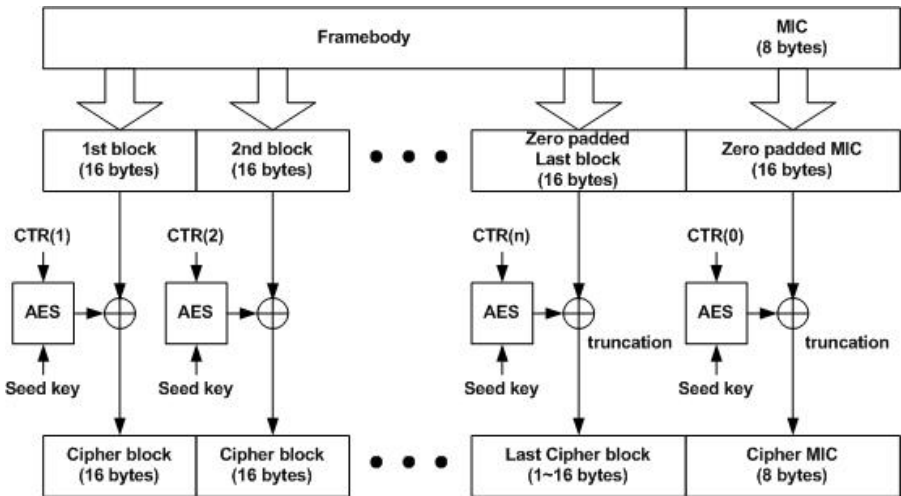 Framebody
MIC
(8 bytes)
1st block
(16 bytes)
2nd block
(16 bytes)
Zero padded
Last block
(16 bytes)
Zero padded MIC
(16 bytes)
CTR(1)
CTR(2)
CTR(n)
CTR(0)
AES
AES
AES
AES
truncation
truncation
Seed key
Seed key
Seed key
Seed key
Cipher block
(16 bytes)
Cipher block
(16 bytes)
Last Cipher block
(1~16 bytes)
Cipher MIC
(8 bytes)